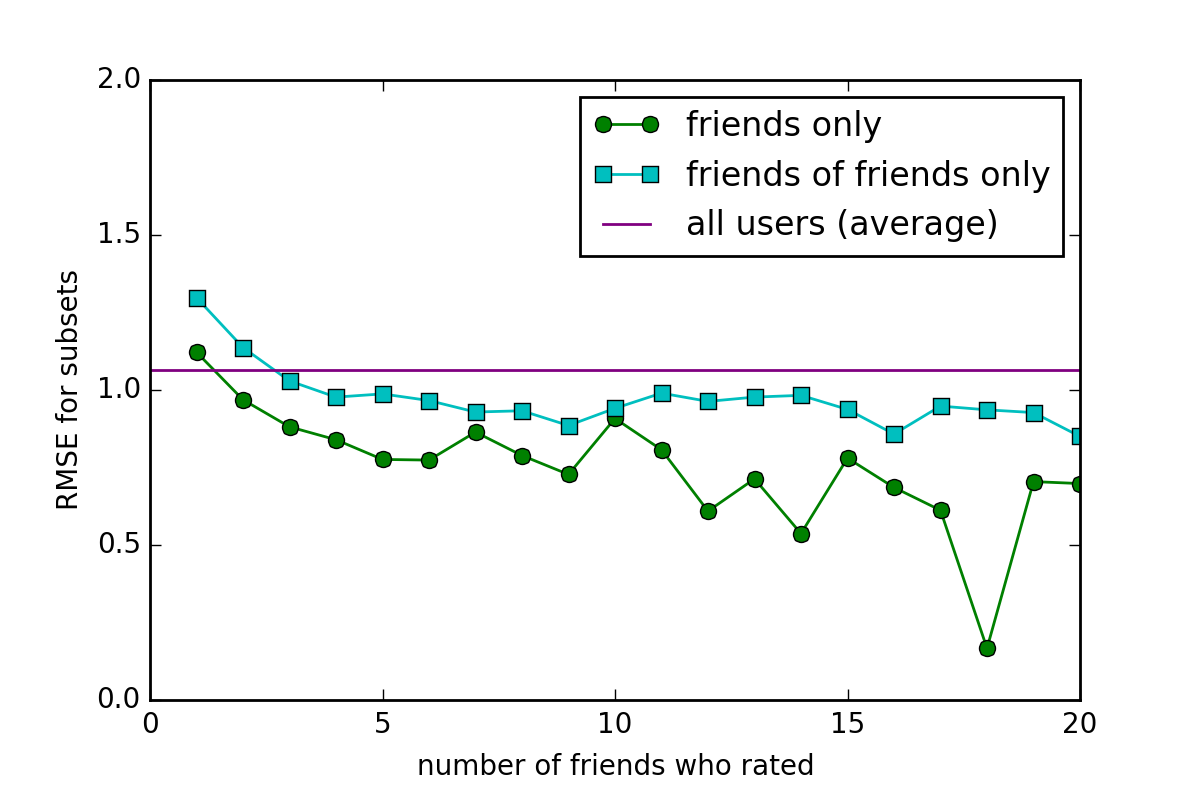 2.0
1.5
1.0
0.5
0.0
RMSE for subsets
friends only
friends of friends only
all users (average)
0 5 10 15 20
number of friends who rated